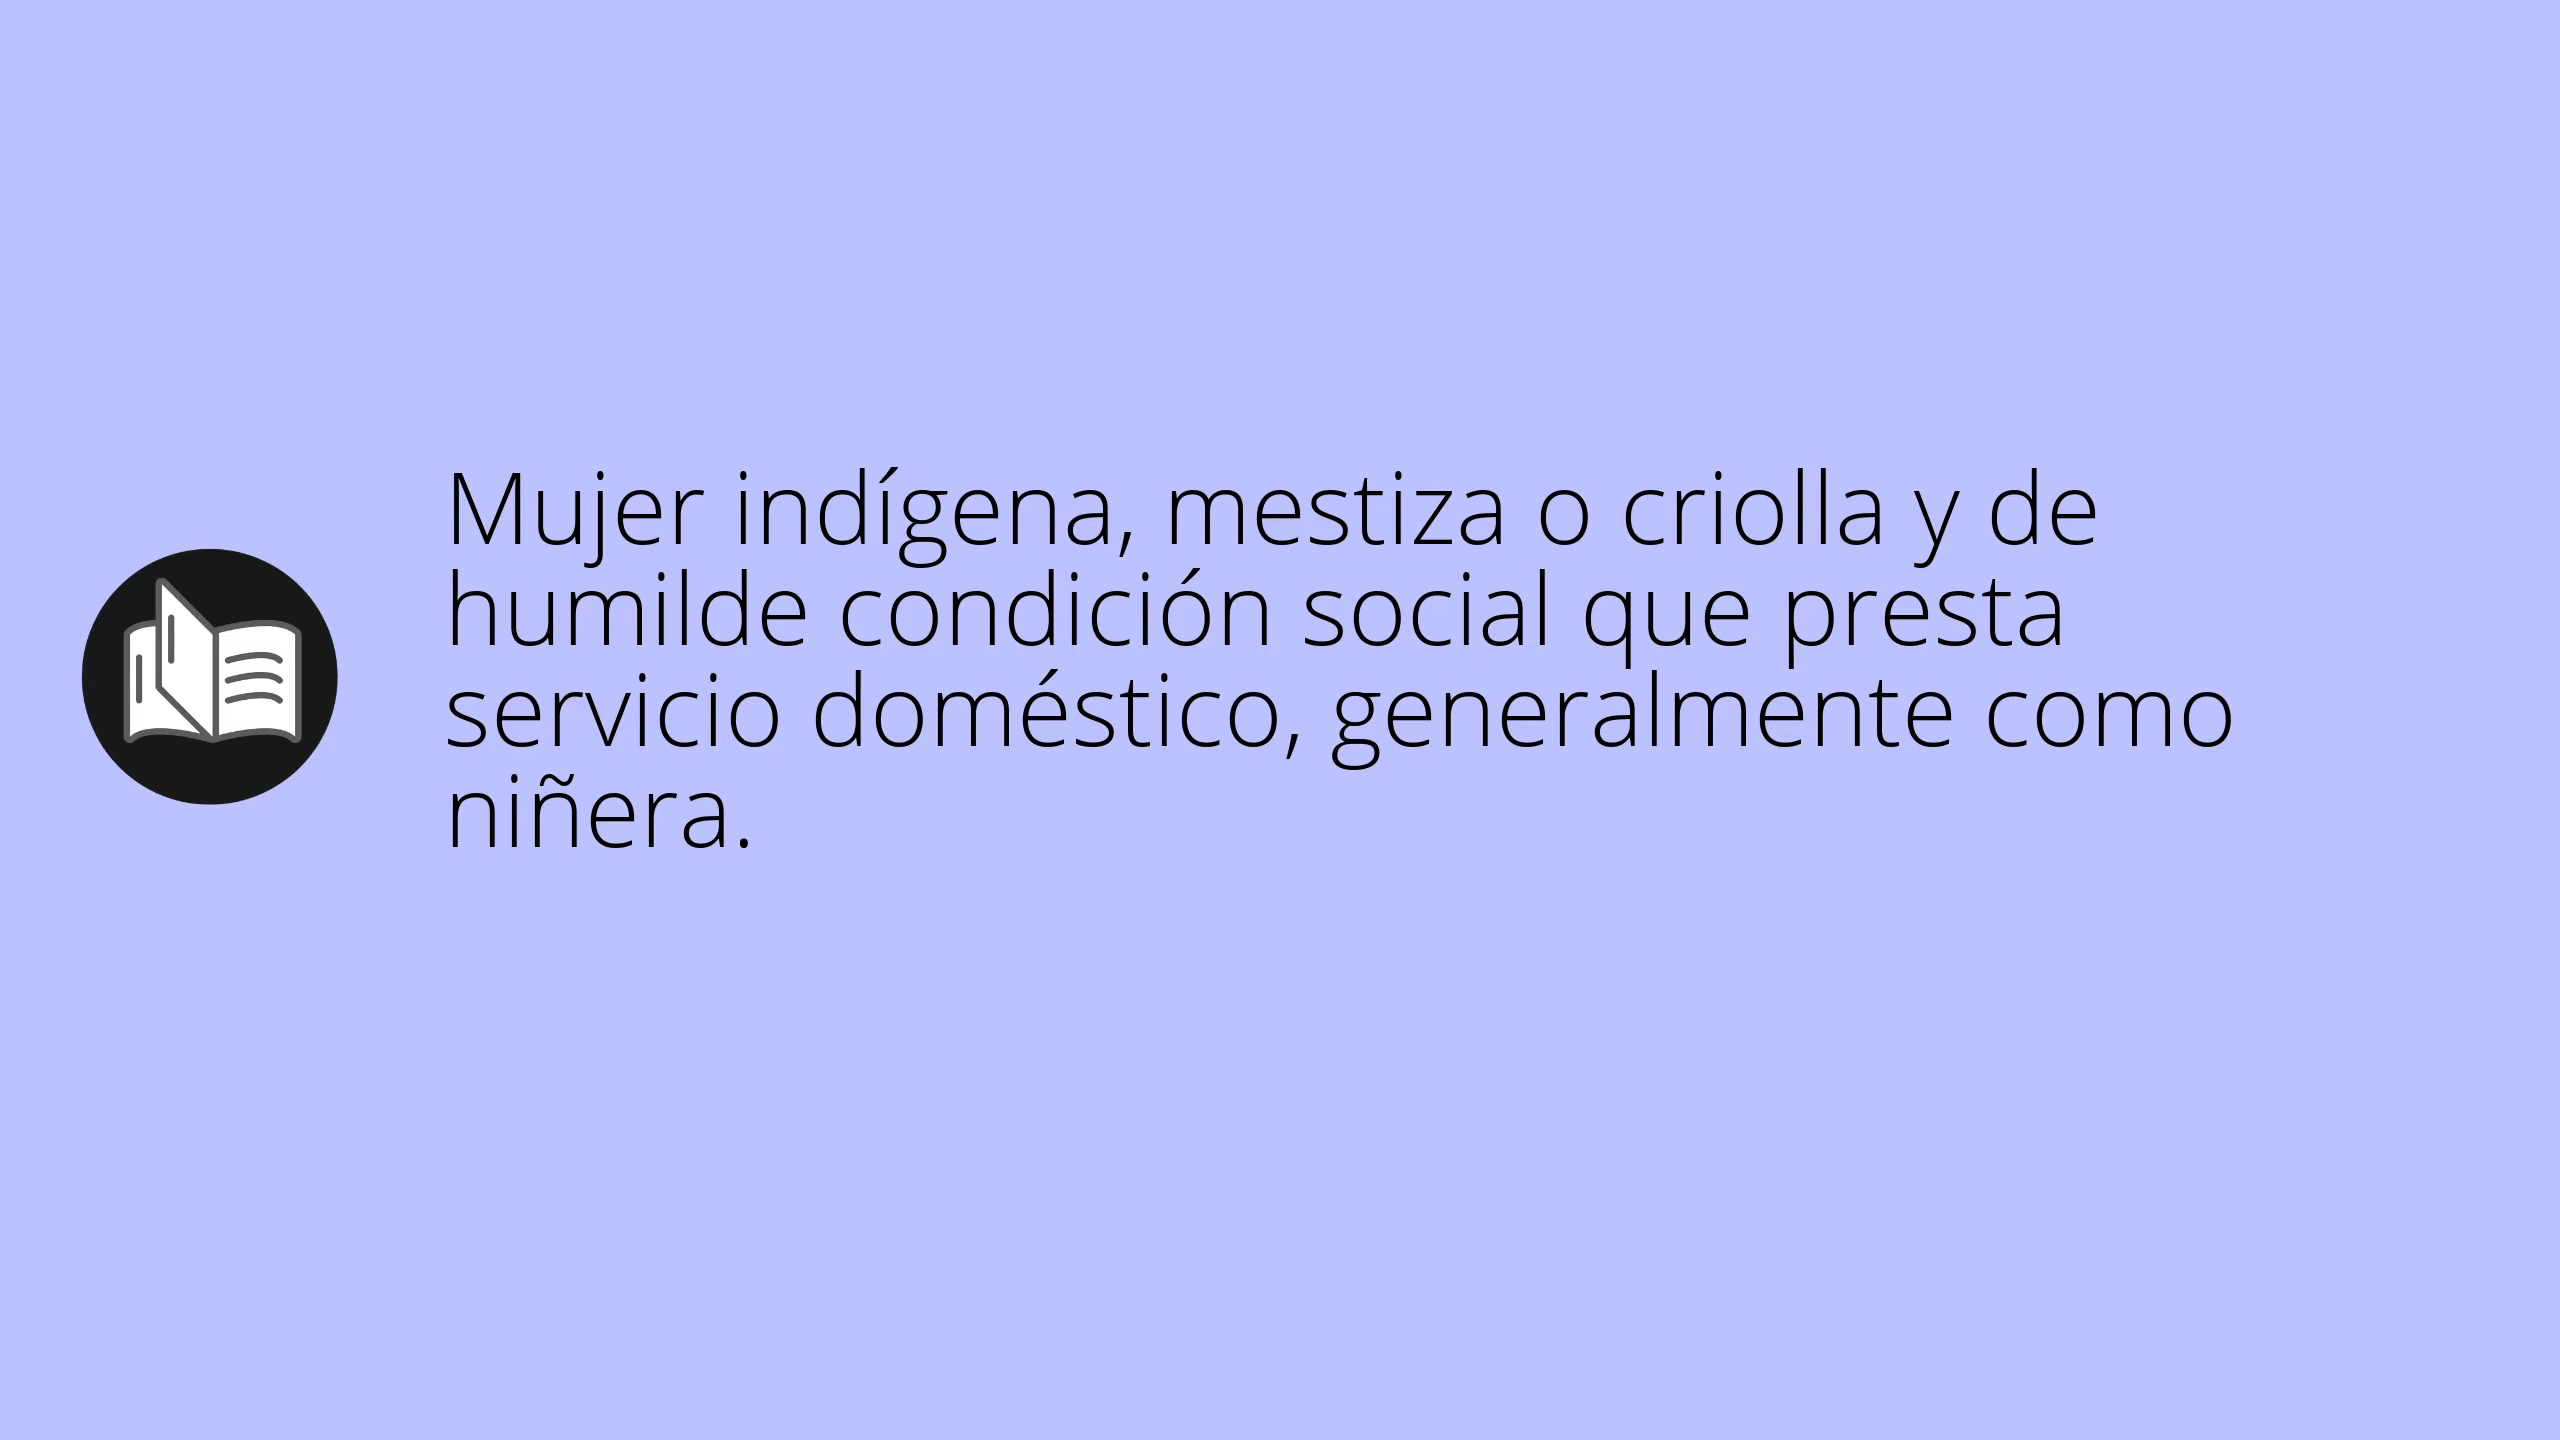 Mujer indígena, mestiza o criolla y de
humilde condición social que presta
servicio doméstico, generalmente como
niñera.